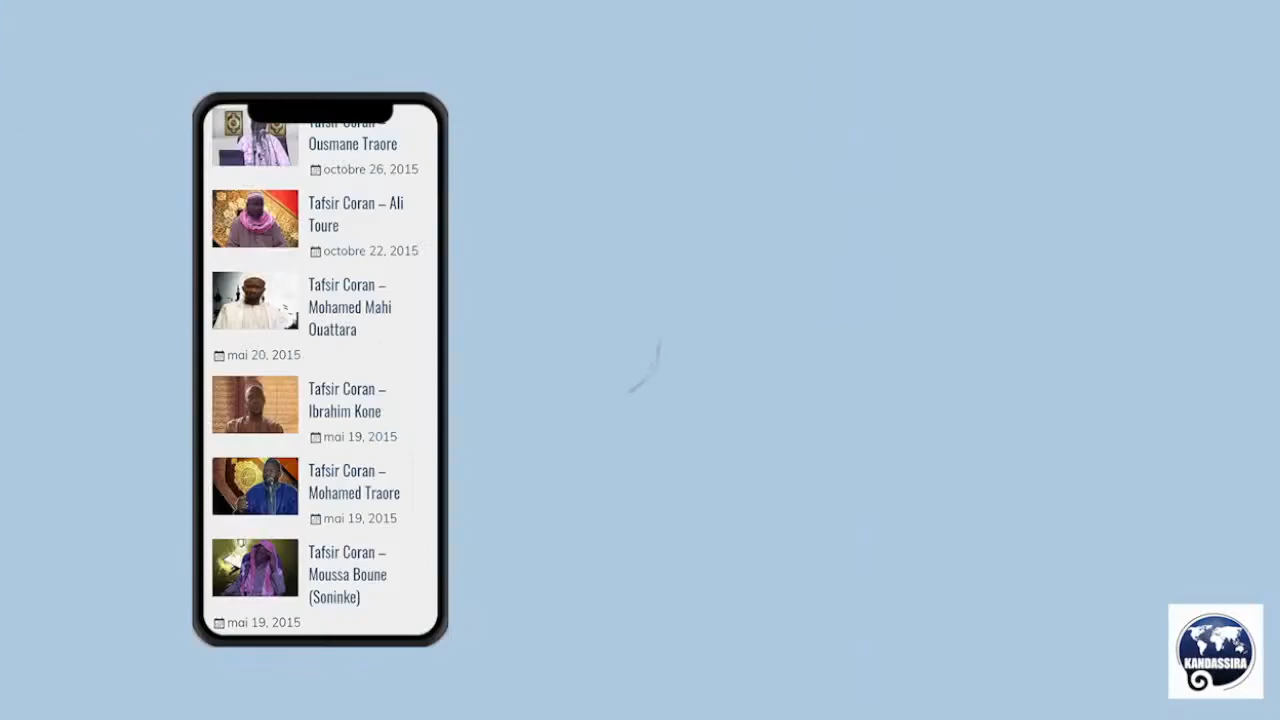 Tafsir Coran –
Ousmane Traore
octobre 26, 2015
Tafsir Coran – Ali
Toure
octobre 22, 2015
Tafsir Coran –
Mohamed Mahi
Ouattara
mai 20, 2015
Tafsir Coran –
Ibrahim Kone
mai 19, 2015
Tafsir Coran –
Mohamed Traore
mai 19, 2015
Tafsir Coran –
Moussa Boune
(Soninke)
mai 19, 2015
KANDASSIRA